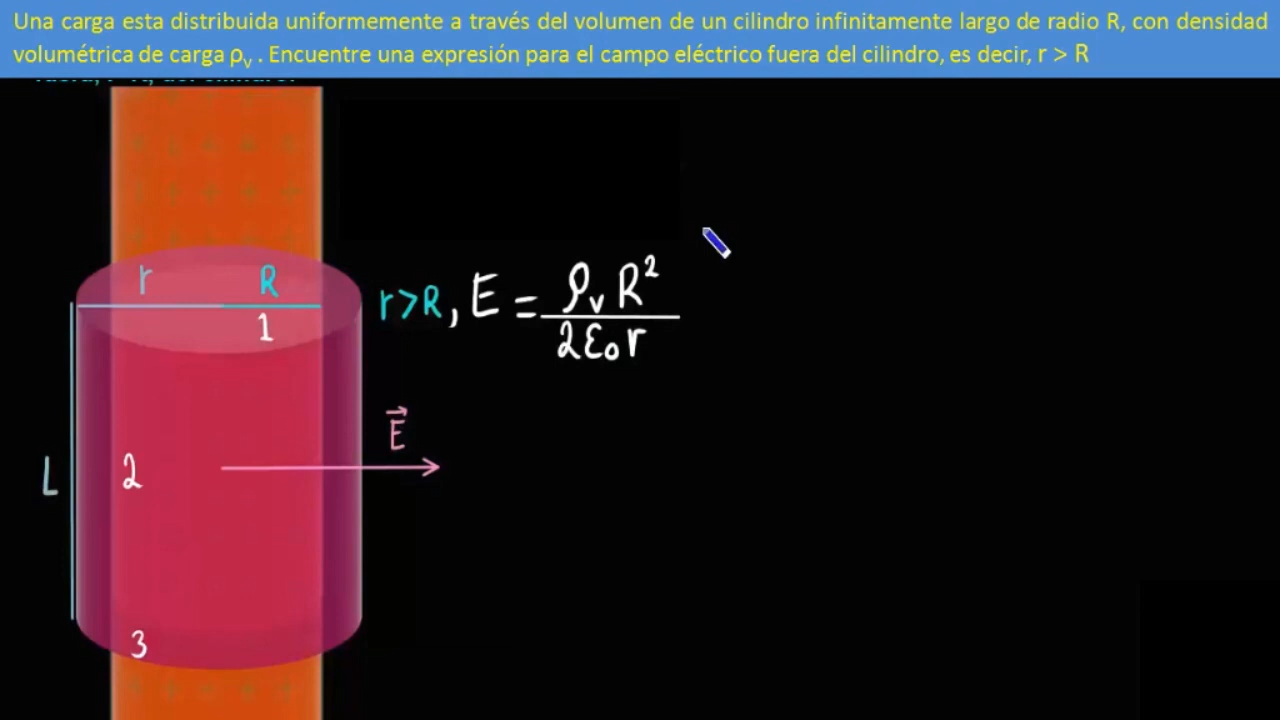 Una carga esta distribuida uniformemente a través del volumen de un cilindro infinitamente largo de radio R, con densidad
volumétrica de carga ρᵥ . Encuentre una expresión para el campo eléctrico fuera del cilindro, es decir, r > R
r R
1
r>R, E = ρᵥ R² / 2ε₀ r
E⃗
L 2
3